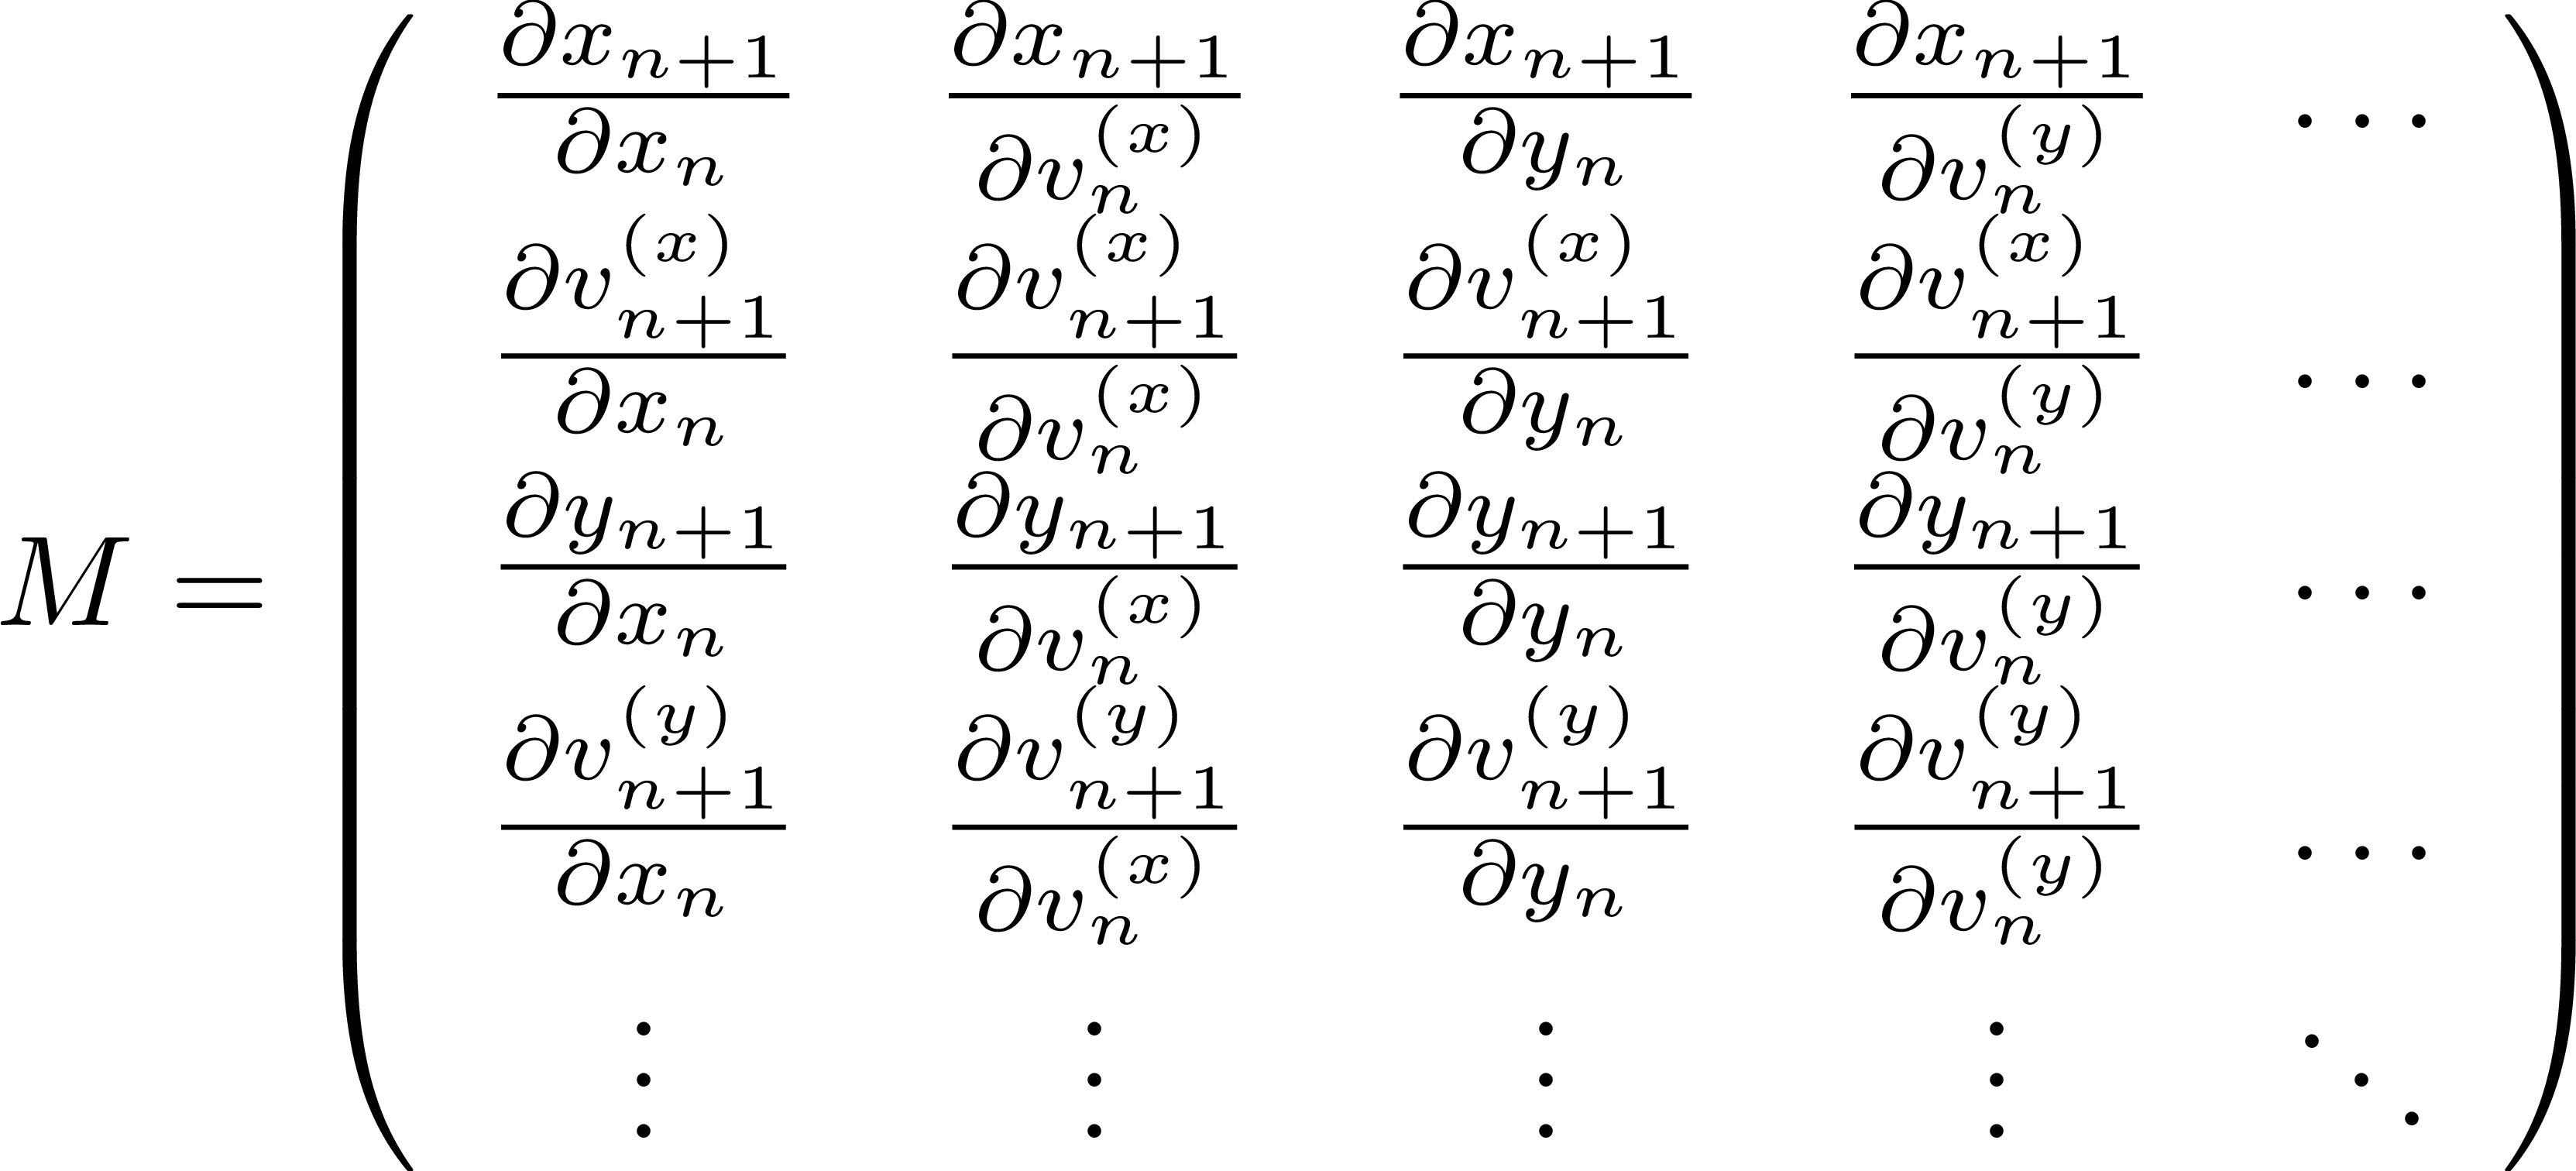 M = \left( \begin{array}{ccccc}
\frac{\partial x_{n+1}}{\partial x_n} & \frac{\partial x_{n+1}}{\partial v_n^{(x)}} & \frac{\partial x_{n+1}}{\partial y_n} & \frac{\partial x_{n+1}}{\partial v_n^{(y)}} & \cdots \\
\frac{\partial v_{n+1}^{(x)}}{\partial x_n} & \frac{\partial v_{n+1}^{(x)}}{\partial v_n^{(x)}} & \frac{\partial v_{n+1}^{(x)}}{\partial y_n} & \frac{\partial v_{n+1}^{(x)}}{\partial v_n^{(y)}} & \cdots \\
\frac{\partial y_{n+1}}{\partial x_n} & \frac{\partial y_{n+1}}{\partial v_n^{(x)}} & \frac{\partial y_{n+1}}{\partial y_n} & \frac{\partial y_{n+1}}{\partial v_n^{(y)}} & \cdots \\
\frac{\partial v_{n+1}^{(y)}}{\partial x_n} & \frac{\partial v_{n+1}^{(y)}}{\partial v_n^{(x)}} & \frac{\partial v_{n+1}^{(y)}}{\partial y_n} & \frac{\partial v_{n+1}^{(y)}}{\partial v_n^{(y)}} & \cdots \\
\vdots & \vdots & \vdots & \vdots & \ddots
\end{array} \right)